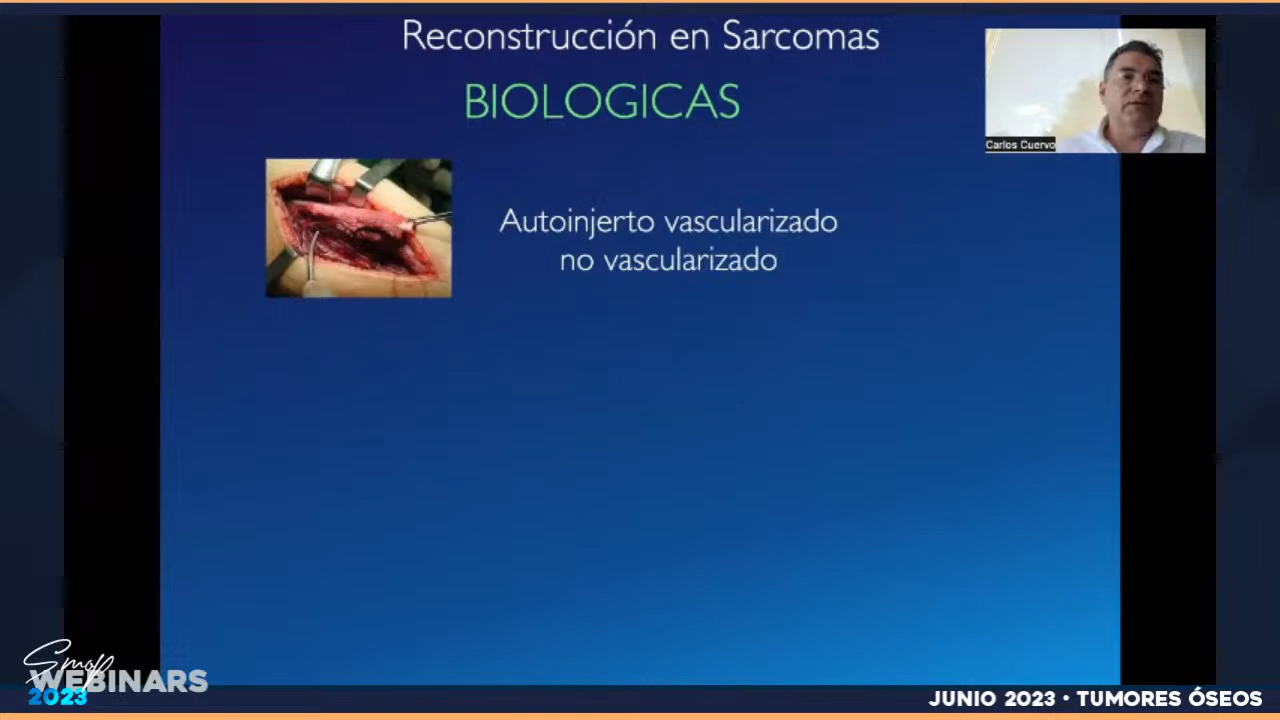 Reconstrucción en Sarcomas
BIOLOGICAS
Carlos Cuervo
Autoinjerto vascularizado
no vascularizado
WEBINARS
2023
JUNIO 2023 • TUMORES ÓSEOS